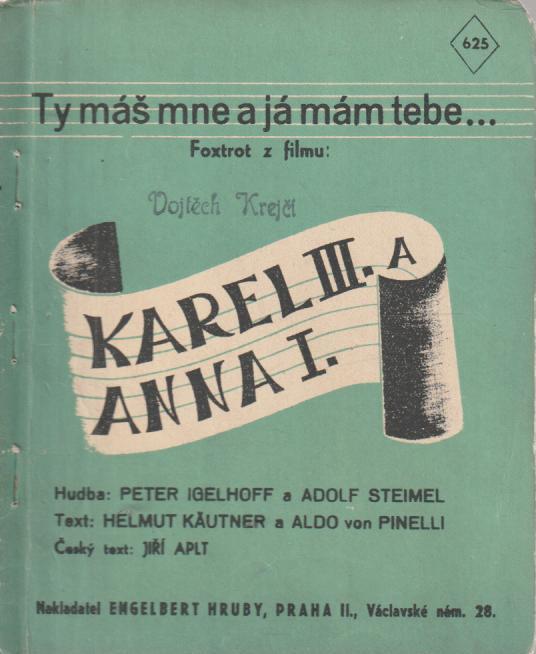 625
Ty máš mne a já mám tebe...
Foxtrot z filmu:
Vojtěch Krejčí
KAREL III. A
ANNA I.
Hudba: PETER IGELHOFF a ADOLF STEIMEL
Text: HELMUT KÄUTNER a ALDO von PINELLI
Český text: JIŘÍ APLT
Nakladatel ENGELBERT HRUBY, PRAHA II., Václavské nám. 28.